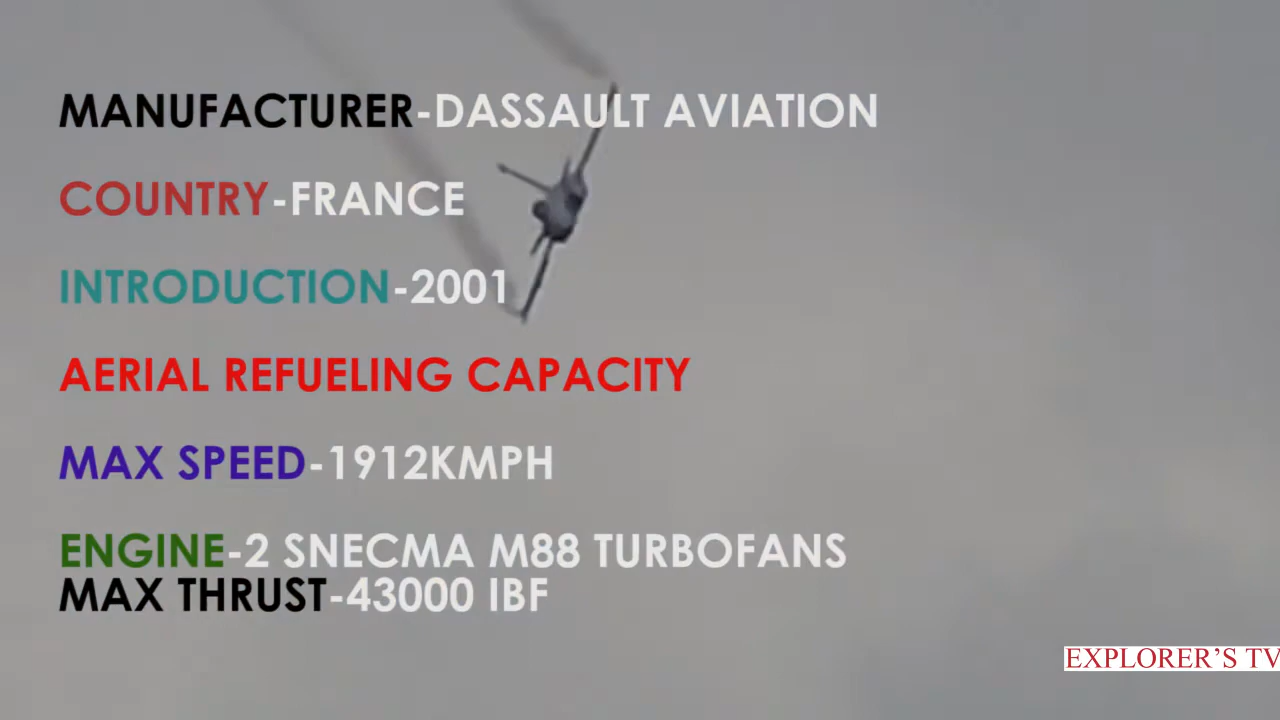 MANUFACTURER-DASSAULT AVIATION
COUNTRY-FRANCE
INTRODUCTION-2001
AERIAL REFUELING CAPACITY
MAX SPEED-1912KMPH
ENGINE-2 SNECMA M88 TURBOFANS
MAX THRUST-43000 IBF
EXPLORER'S TV